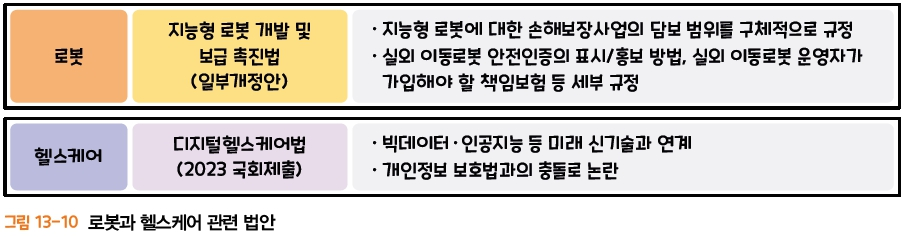 로봇
지능형 로봇 개발 및
보급 촉진법
(일부개정안)
· 지능형 로봇에 대한 손해보장사업의 담보 범위를 구체적으로 규정
· 실외 이동로봇 안전인증의 표시/홍보 방법, 실외 이동로봇 운영자가
가입해야 할 책임보험 등 세부 규정
헬스케어
디지털헬스케어법
(2023 국회제출)
· 빅데이터·인공지능 등 미래 신기술과 연계
· 개인정보 보호법과의 충돌로 논란
그림 13-10 로봇과 헬스케어 관련 법안